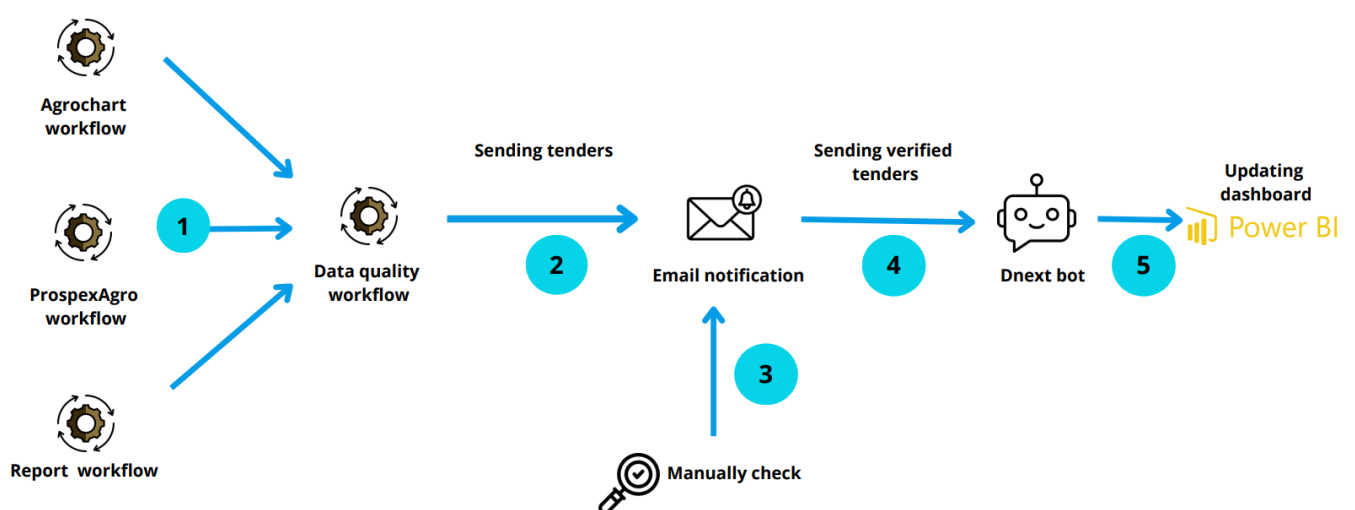 Agrochart
workflow
ProspexAgro
workflow
Report workflow
1
Data quality
workflow
Sending tenders
2
Email notification
3
Manually check
Sending verified
tenders
4
Dnext bot
5
Updating
dashboard
Power BI